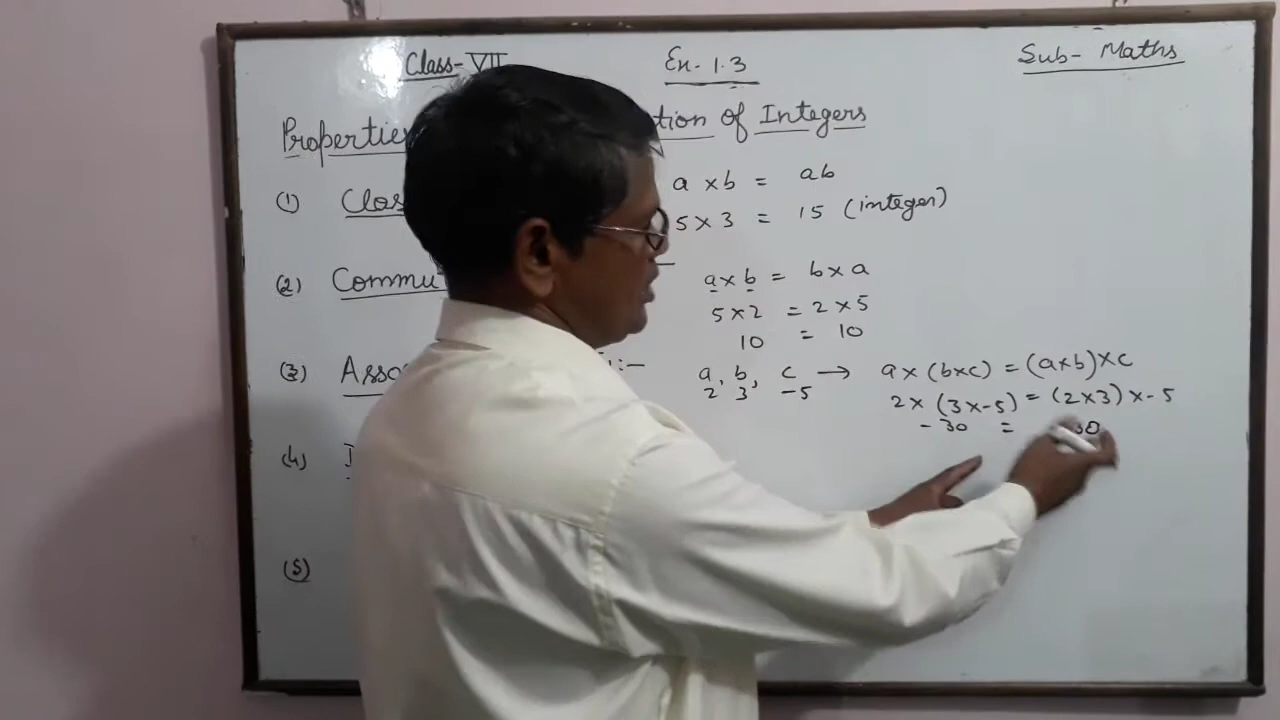 Class-VII Ex-1.3 Sub- Maths
Properties tion of Integers
(1) Clos a×b = ab
5×3 = 15 (integer)
(2) Commu a×b = b×a
5×2 = 2×5
10 = 10
(3) Asso :- a, b, c → a×(b×c) = (a×b)×c
2 3 -5 2×(3×-5) = (2×3)×-5
-30 = 30
(4) I
(5)